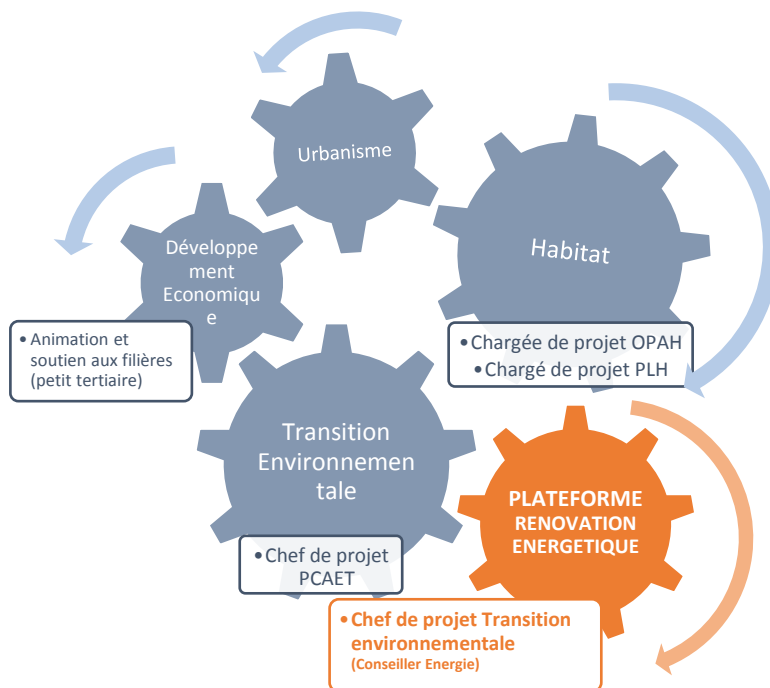 Urbanisme
Habitat
• Chargée de projet OPAH
• Chargé de projet PLH
Développe
ment
Economiqu
e
• Animation et
soutien aux filières
(petit tertiaire)
Transition
Environnemen
tale
• Chef de projet
PCAET
PLATEFORME
RENOVATION
ENERGETIQUE
• Chef de projet Transition
environnementale
(Conseiller Energie)